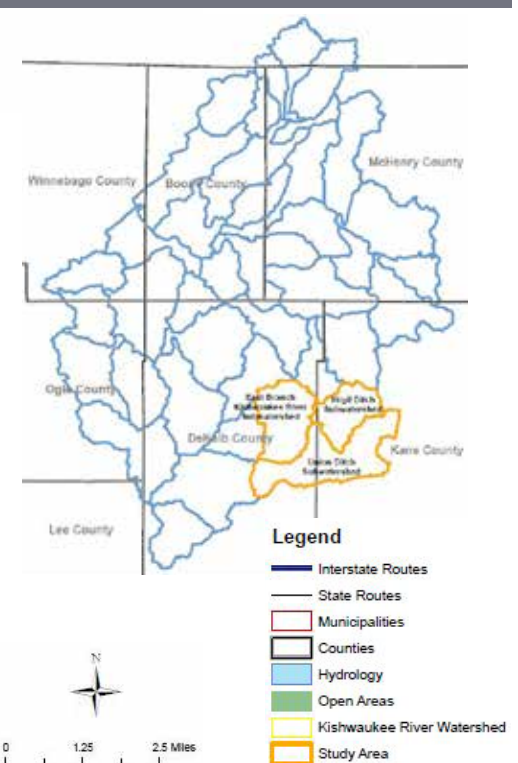 McHenry County
Winnebago County
Boone County
Ogle County
East Branch
Kishwaukee River
Subwatershed
Virgil Ditch
Subwatershed
DeKalb County
Kane County
Union Ditch
Subwatershed
Lee County
Legend
Interstate Routes
State Routes
Municipalities
Counties
Hydrology
Open Areas
Kishwaukee River Watershed
Study Area
N
0 1.25 2.5 Miles